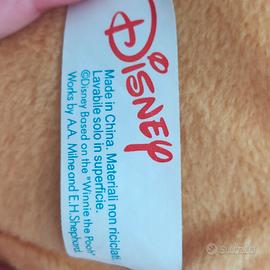 DISNEY
Made in China. Materiali non riciclati
Lavabile solo in superficie.
©Disney Based on the "Winnie the Pooh"
Works by A.A. Milne and E.H. Shephard